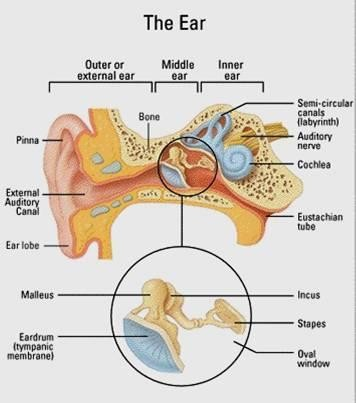 The Ear
Outer or
external ear
Middle
ear
Inner
ear
Bone
Semi-circular
canals
(labyrinth)
Auditory
nerve
Cochlea
Pinna
External
Auditory
Canal
Eustachian
tube
Ear lobe
Malleus
Incus
Stapes
Eardrum
(tympanic
membrane)
Oval
window